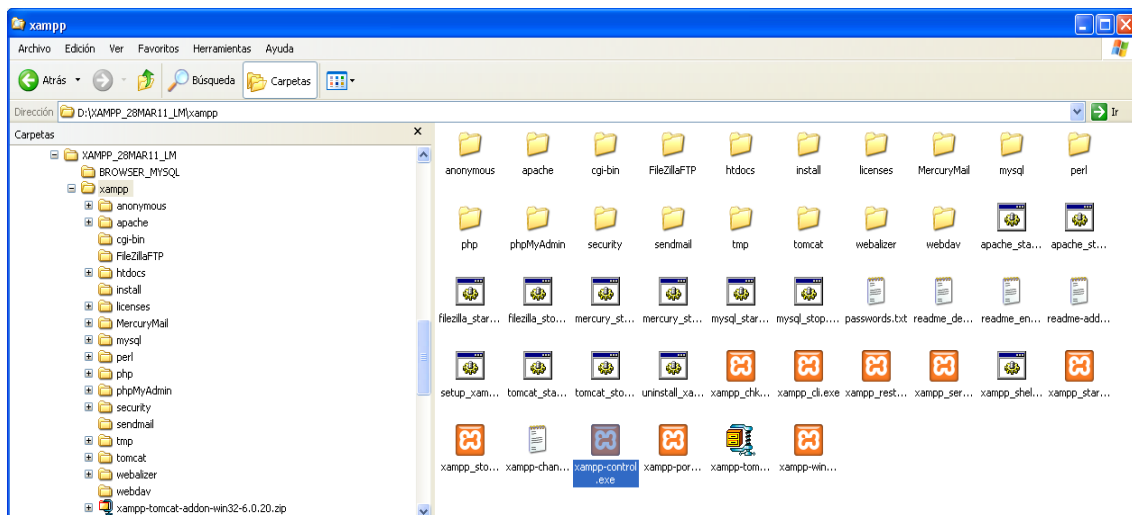 xampp
Archivo Edición Ver Favoritos Herramientas Ayuda
Atrás Búsqueda Carpetas
Dirección D:\XAMPP_28MAR11_LM\xampp Ir
Carpetas x
XAMPP_28MAR11_LM
BROWSER_MYSQL
xampp
anonymous
apache
cgi-bin
FileZillaFTP
htdocs
install
licenses
MercuryMail
mysql
perl
php
phpMyAdmin
security
sendmail
tmp
tomcat
webalizer
webdav
xampp-tomcat-addon-win32-6.0.20.zip
anonymous apache cgi-bin FileZillaFTP htdocs install licenses MercuryMail mysql perl
php phpMyAdmin security sendmail tmp tomcat webalizer webdav apache_sta... apache_st...
filezilla_star... filezilla_sto... mercury_st... mercury_st... mysql_star... mysql_stop.... passwords.txt readme_de... readme_en... readme-add...
setup_xam... tomcat_sta... tomcat_sto... uninstall_xa... xampp_chk... xampp_cli.exe xampp_rest... xampp_ser... xampp_shel... xampp_star...
xampp_sto... xampp-chan... xampp-control xampp-por... xampp-tom... xampp-win...
.exe